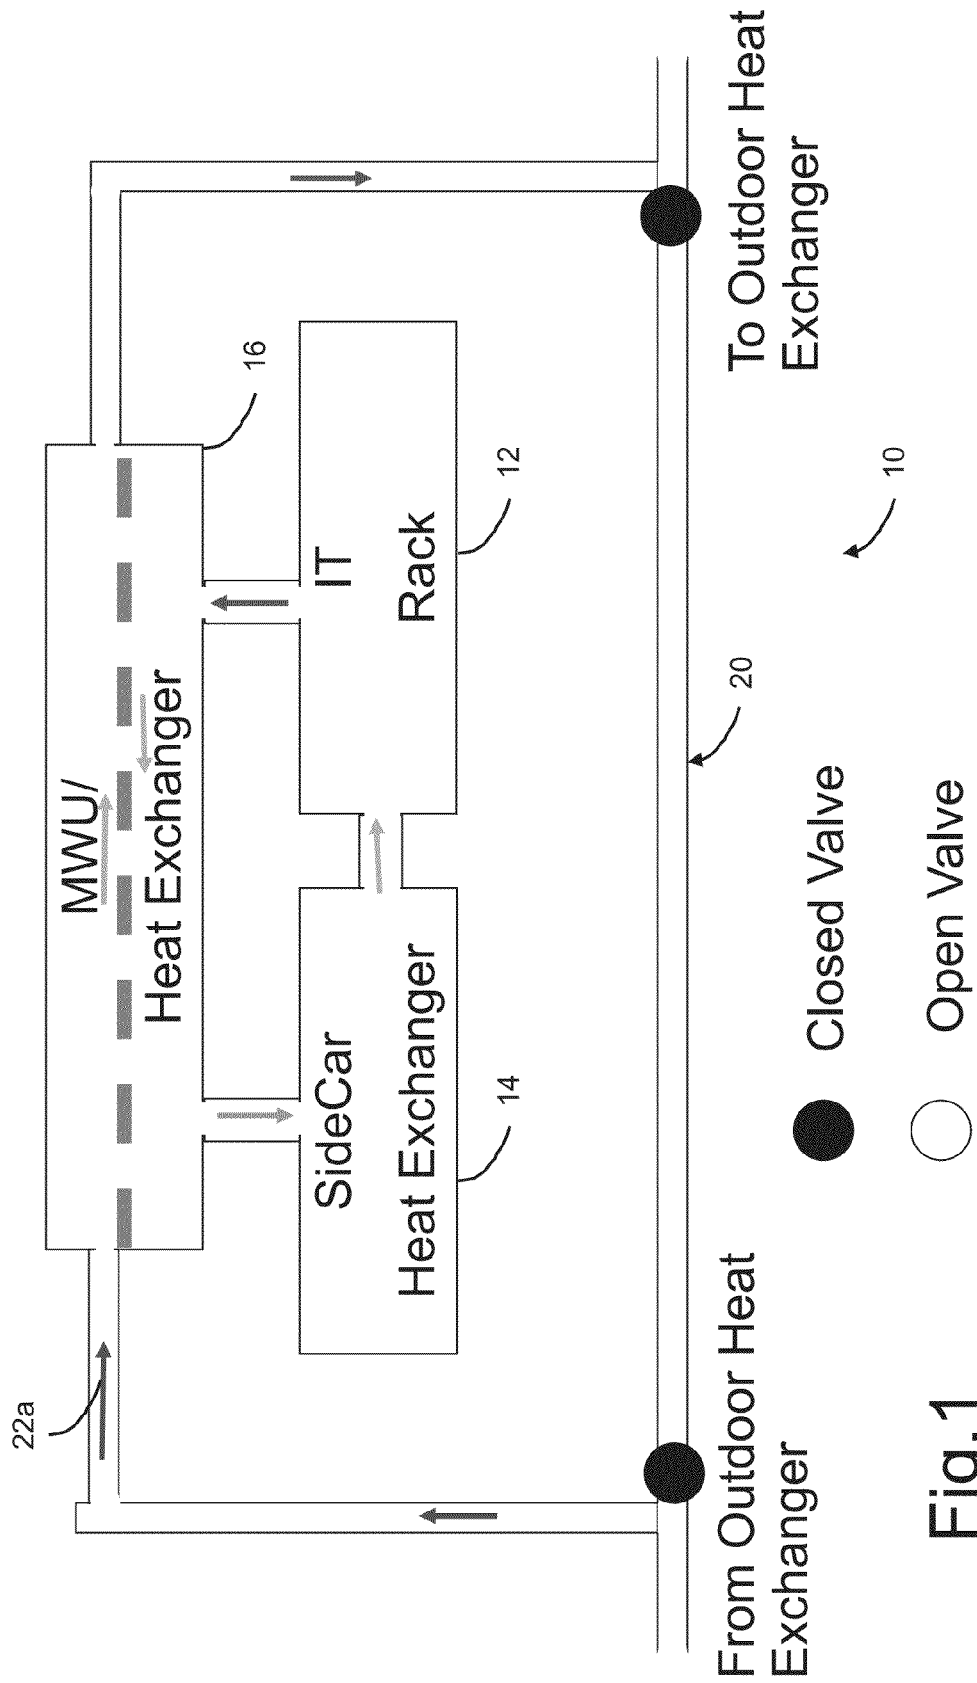 22a
MWU/
Heat Exchanger
16
SideCar
Heat Exchanger
14
IT
Rack
12
20
10
From Outdoor Heat
Exchanger
To Outdoor Heat
Exchanger
Closed Valve
Open Valve
Fig.1